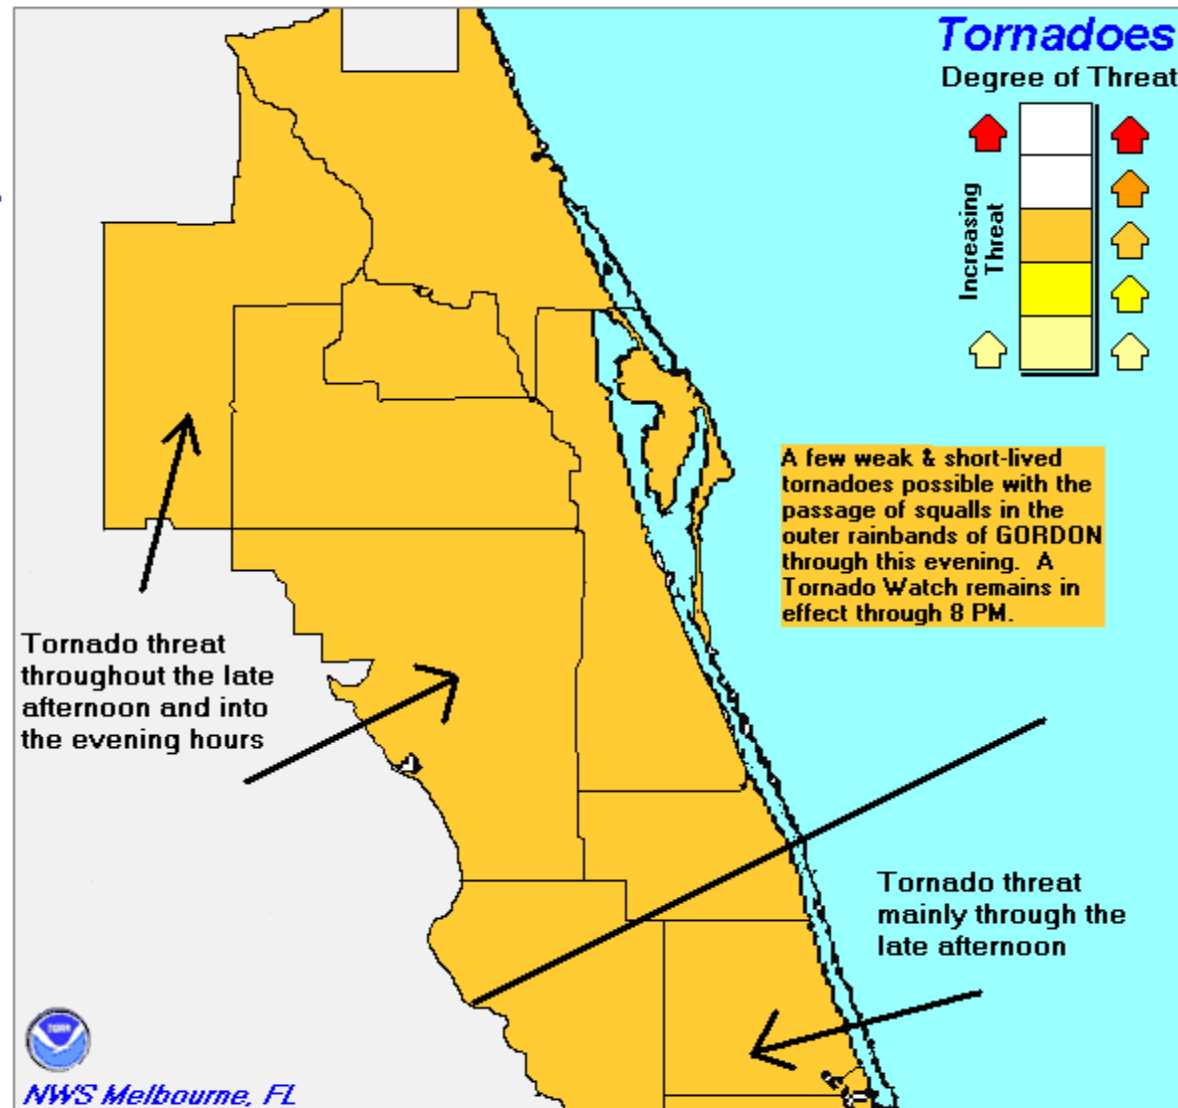 Tornadoes
Degree of Threat
Increasing
Threat
A few weak & short-lived
tornadoes possible with the
passage of squalls in the
outer rainbands of GORDON
through this evening.  A
Tornado Watch remains in
effect through 8 PM.
Tornado threat
throughout the late
afternoon and into
the evening hours
Tornado threat
mainly through the
late afternoon
NWS Melbourne, FL